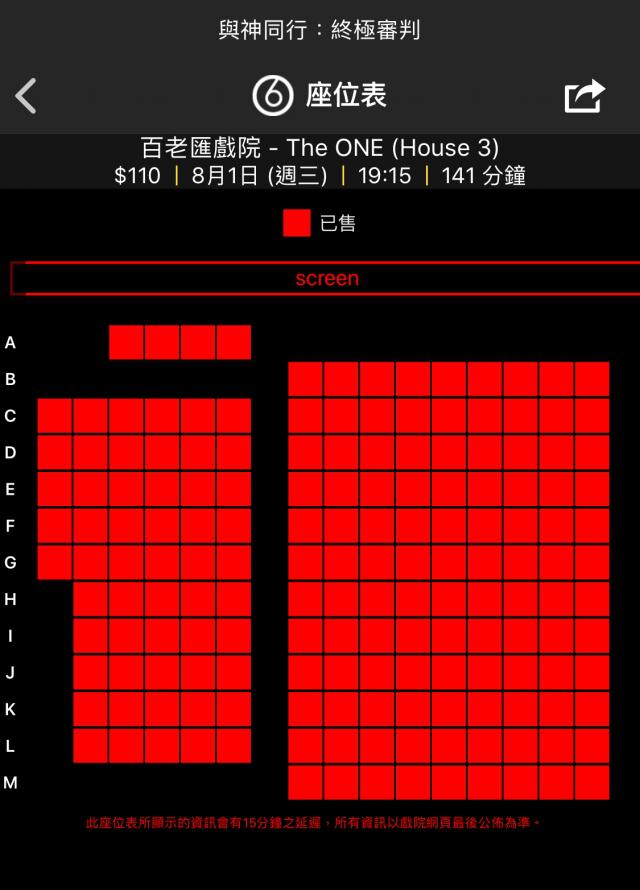 與神同行：終極審判
6 座位表
百老匯戲院 - The ONE (House 3)
$110 | 8月1日 (週三) | 19:15 | 141 分鐘
已售
screen
A
B
C
D
E
F
G
H
I
J
K
L
M
此座位表所顯示的資訊會有15分鐘之延遲，所有資訊以戲院網頁最後公佈為準。